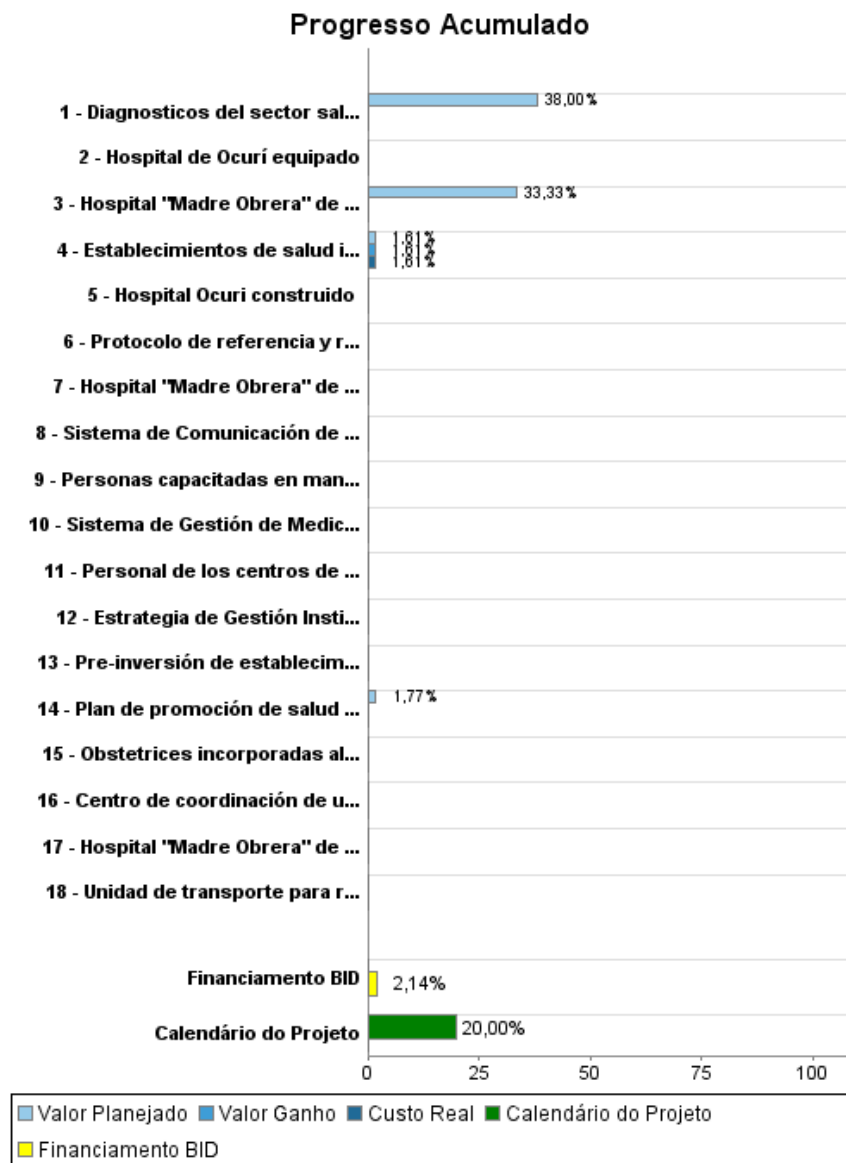 Progresso Acumulado
1 - Diagnosticos del sector sal...
38,00%
2 - Hospital de Ocurí equipado
3 - Hospital "Madre Obrera" de ...
33,33%
4 - Establecimientos de salud i...
1,61%
1,61%
1,61%
5 - Hospital Ocuri construido
6 - Protocolo de referencia y r...
7 - Hospital "Madre Obrera" de ...
8 - Sistema de Comunicación de ...
9 - Personas capacitadas en man...
10 - Sistema de Gestión de Medic...
11 - Personal de los centros de ...
12 - Estrategia de Gestión Insti...
13 - Pre-inversión de establecim...
14 - Plan de promoción de salud ...
1,77%
15 - Obstetrices incorporadas al...
16 - Centro de coordinación de u...
17 - Hospital "Madre Obrera" de ...
18 - Unidad de transporte para r...
Financiamento BID
2,14%
Calendário do Projeto
20,00%
0 25 50 75 100
Valor Planejado Valor Ganho Custo Real Calendário do Projeto
Financiamento BID